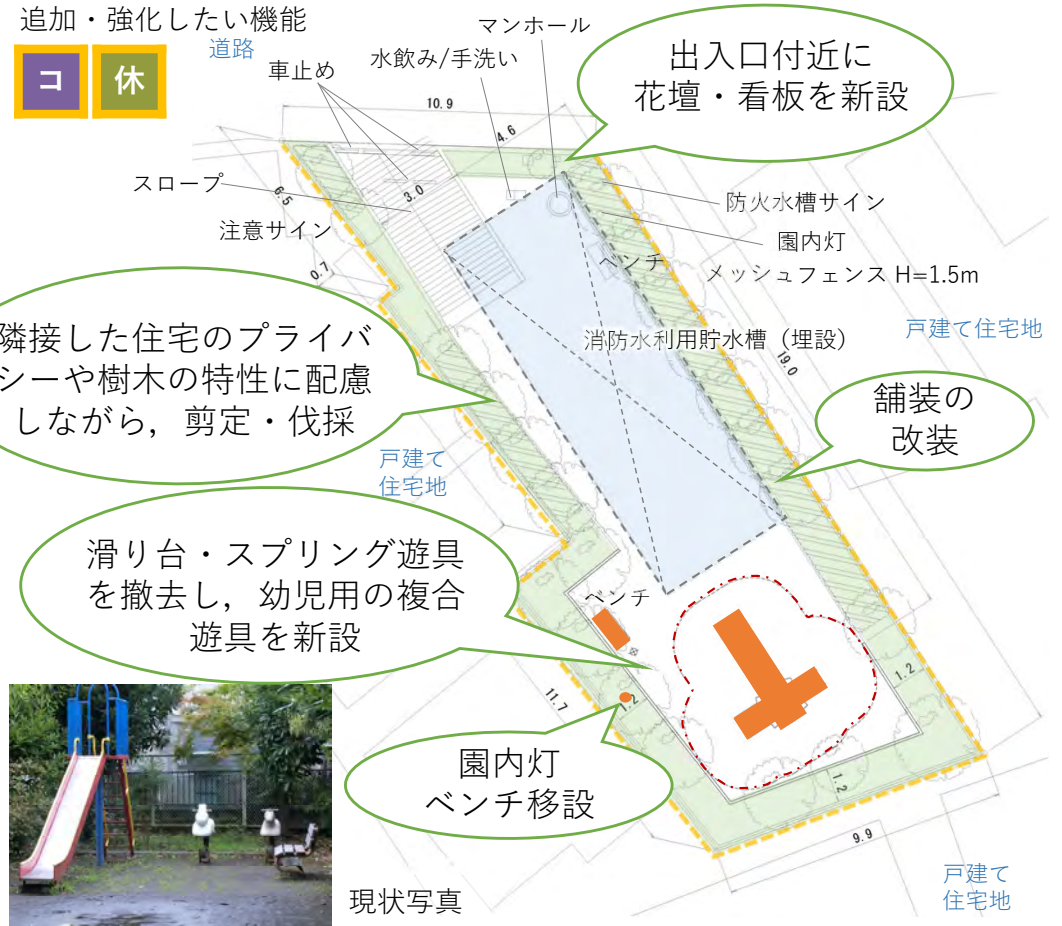 追加・強化したい機能
コ 休
道路
車止め
水飲み/手洗い
マンホール
出入口付近に
花壇・看板を新設
10.9
4.6
スロープ
3.0
6.5
注意サイン
0.7
防火水槽サイン
園内灯
ベンチ
メッシュフェンス H=1.5m
隣接した住宅のプライバ
シーや樹木の特性に配慮
しながら，剪定・伐採
消防水利用貯水槽（埋設）
戸建て住宅地
19.0
舗装の
改装
戸建て
住宅地
滑り台・スプリング遊具
を撤去し，幼児用の複合
遊具を新設
ベンチ
11.7
1.2
1.2
園内灯
ベンチ移設
1.2
9.9
戸建て
住宅地
現状写真